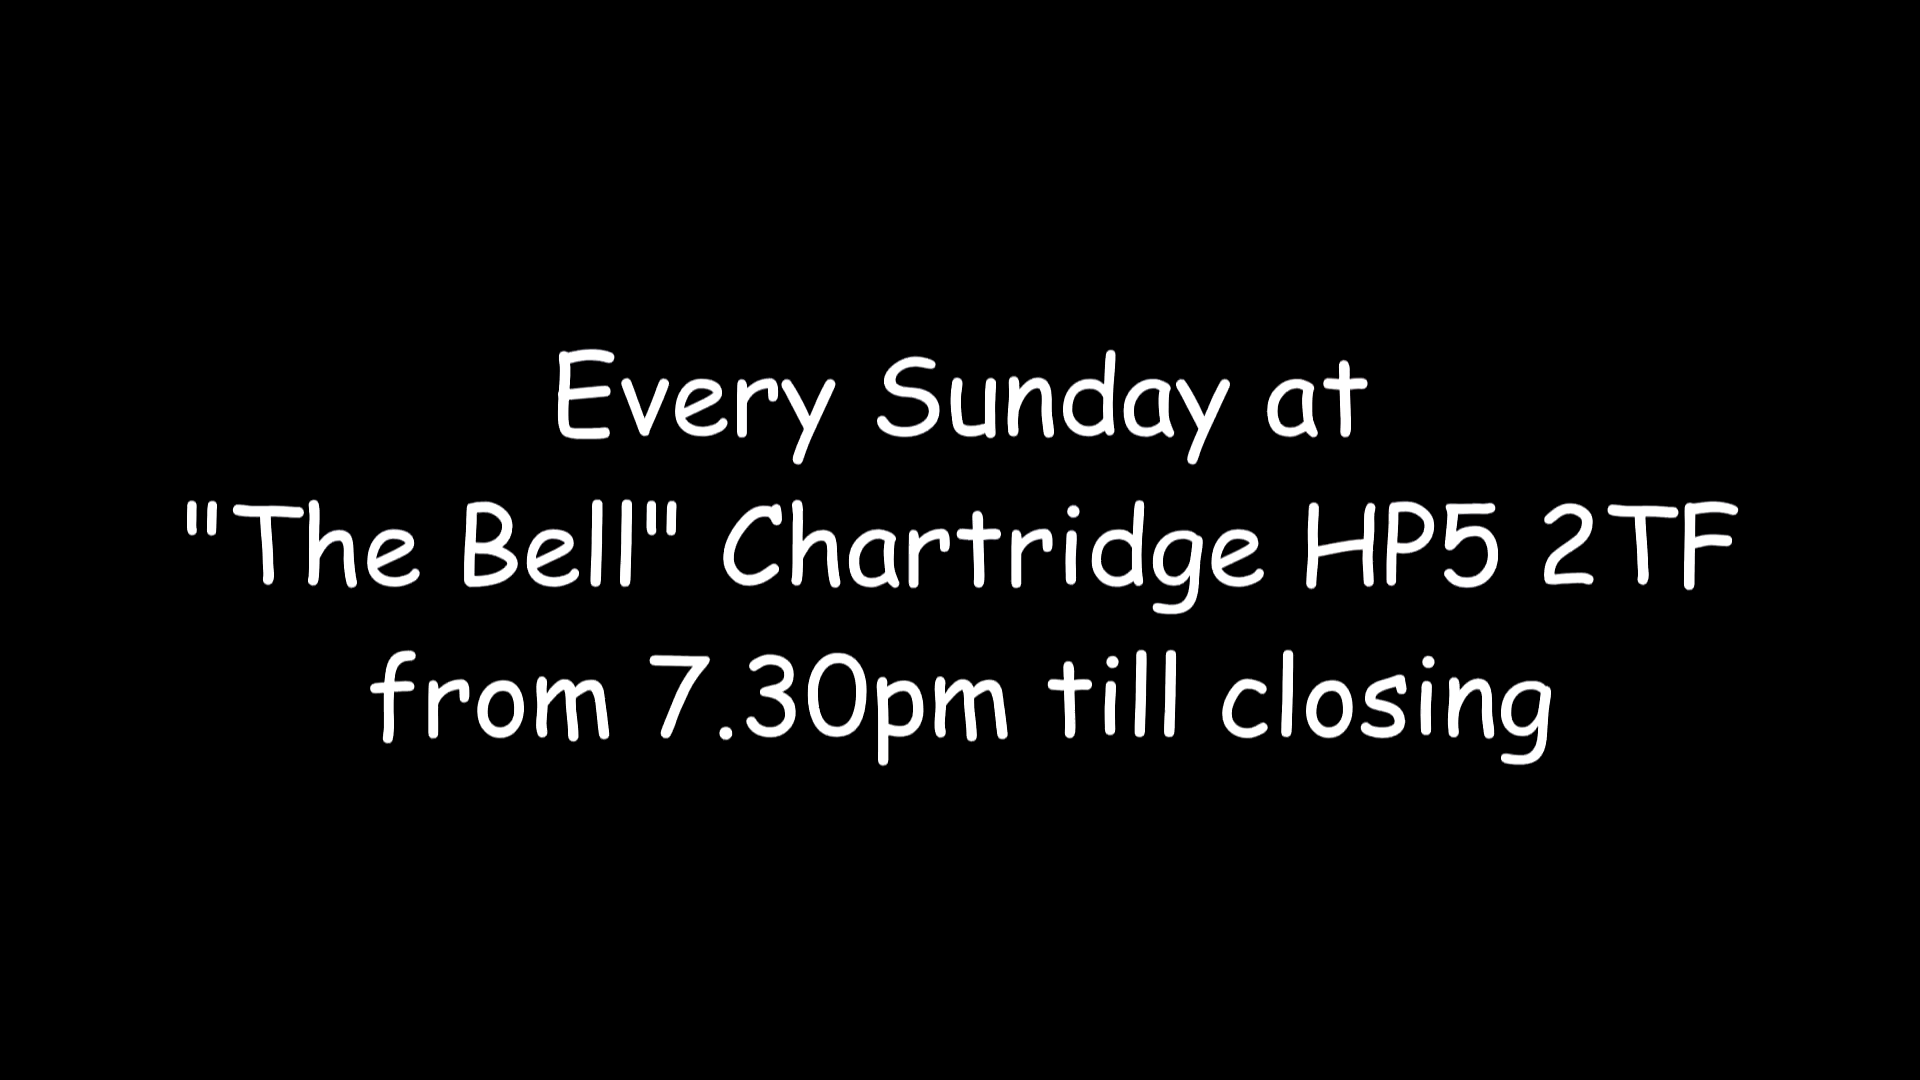 Every Sunday at
"The Bell" Chartridge HP5 2TF
from 7.30pm till closing